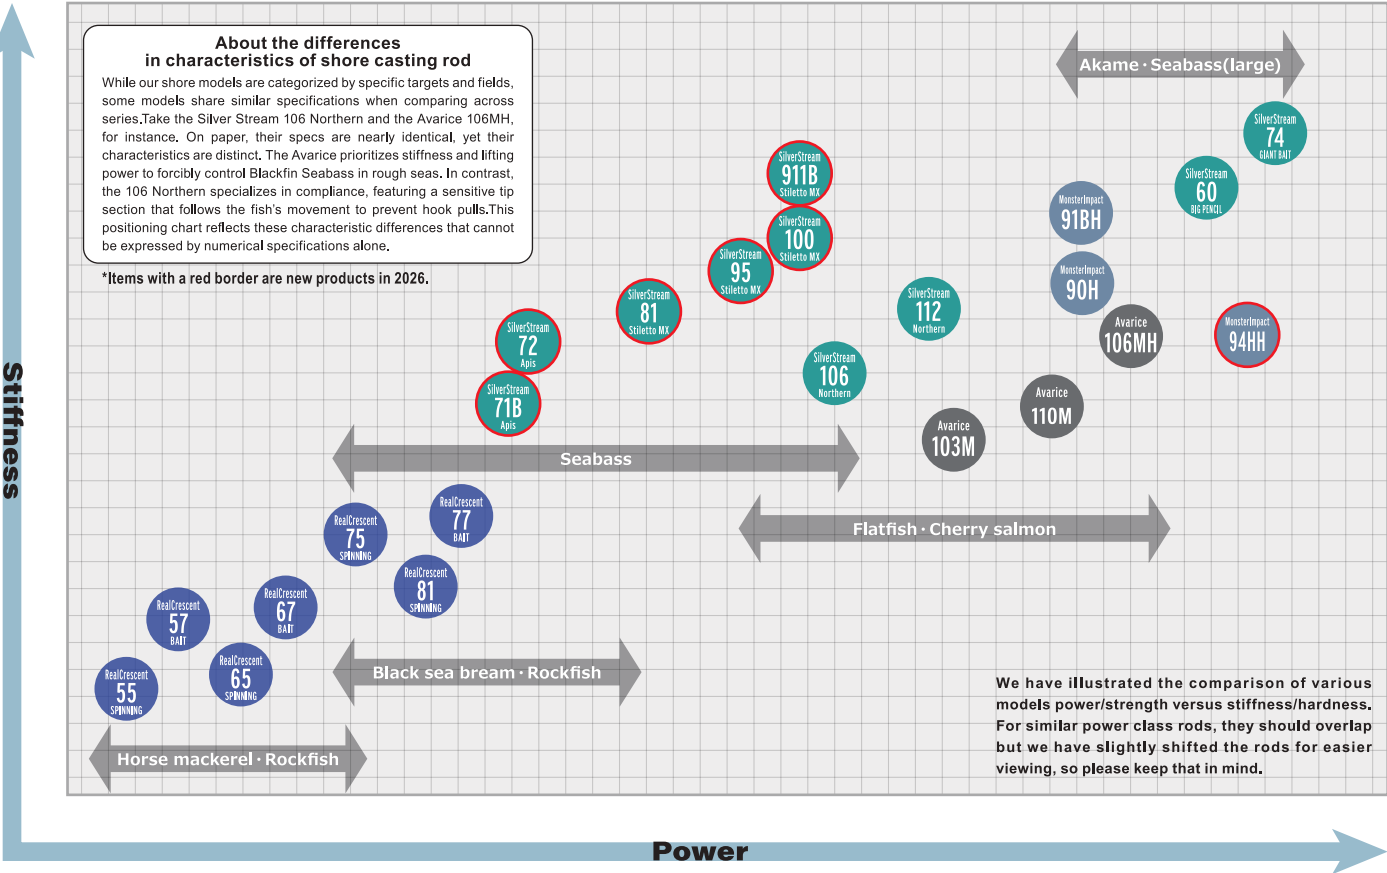 About the differences
in characteristics of shore casting rod
While our shore models are categorized by specific targets and fields,
some models share similar specifications when comparing across
series.Take the Silver Stream 106 Northern and the Avarice 106MH,
for instance. On paper, their specs are nearly identical, yet their
characteristics are distinct. The Avarice prioritizes stiffness and lifting
power to forcibly control Blackfin Seabass in rough seas. In contrast,
the 106 Northern specializes in compliance, featuring a sensitive tip
section that follows the fish's movement to prevent hook pulls.This
positioning chart reflects these characteristic differences that cannot
be expressed by numerical specifications alone.
*Items with a red border are new products in 2026.
Akame・Seabass(large)
SilverStream
74
GIANT BAIT
SilverStream
60
BIG PENCIL
SilverStream
911B
Stiletto MX
SilverStream
100
Stiletto MX
SilverStream
95
Stiletto MX
SilverStream
81
Stiletto MX
SilverStream
72
Apis
SilverStream
71B
Apis
MonsterImpact
91BH
MonsterImpact
90H
SilverStream
112
Northern
Avarice
106MH
MonsterImpact
94HH
SilverStream
106
Northern
Avarice
110M
Avarice
103M
Seabass
Stiffness
RealCrescent
77
BAIT
RealCrescent
75
SPINNING
Flatfish・Cherry salmon
RealCrescent
81
SPINNING
RealCrescent
57
BAIT
RealCrescent
67
BAIT
RealCrescent
65
SPINNING
RealCrescent
55
SPINNING
Black sea bream・Rockfish
Horse mackerel・Rockfish
We have illustrated the comparison of various
models power/strength versus stiffness/hardness.
For similar power class rods, they should overlap
but we have slightly shifted the rods for easier
viewing, so please keep that in mind.
Power